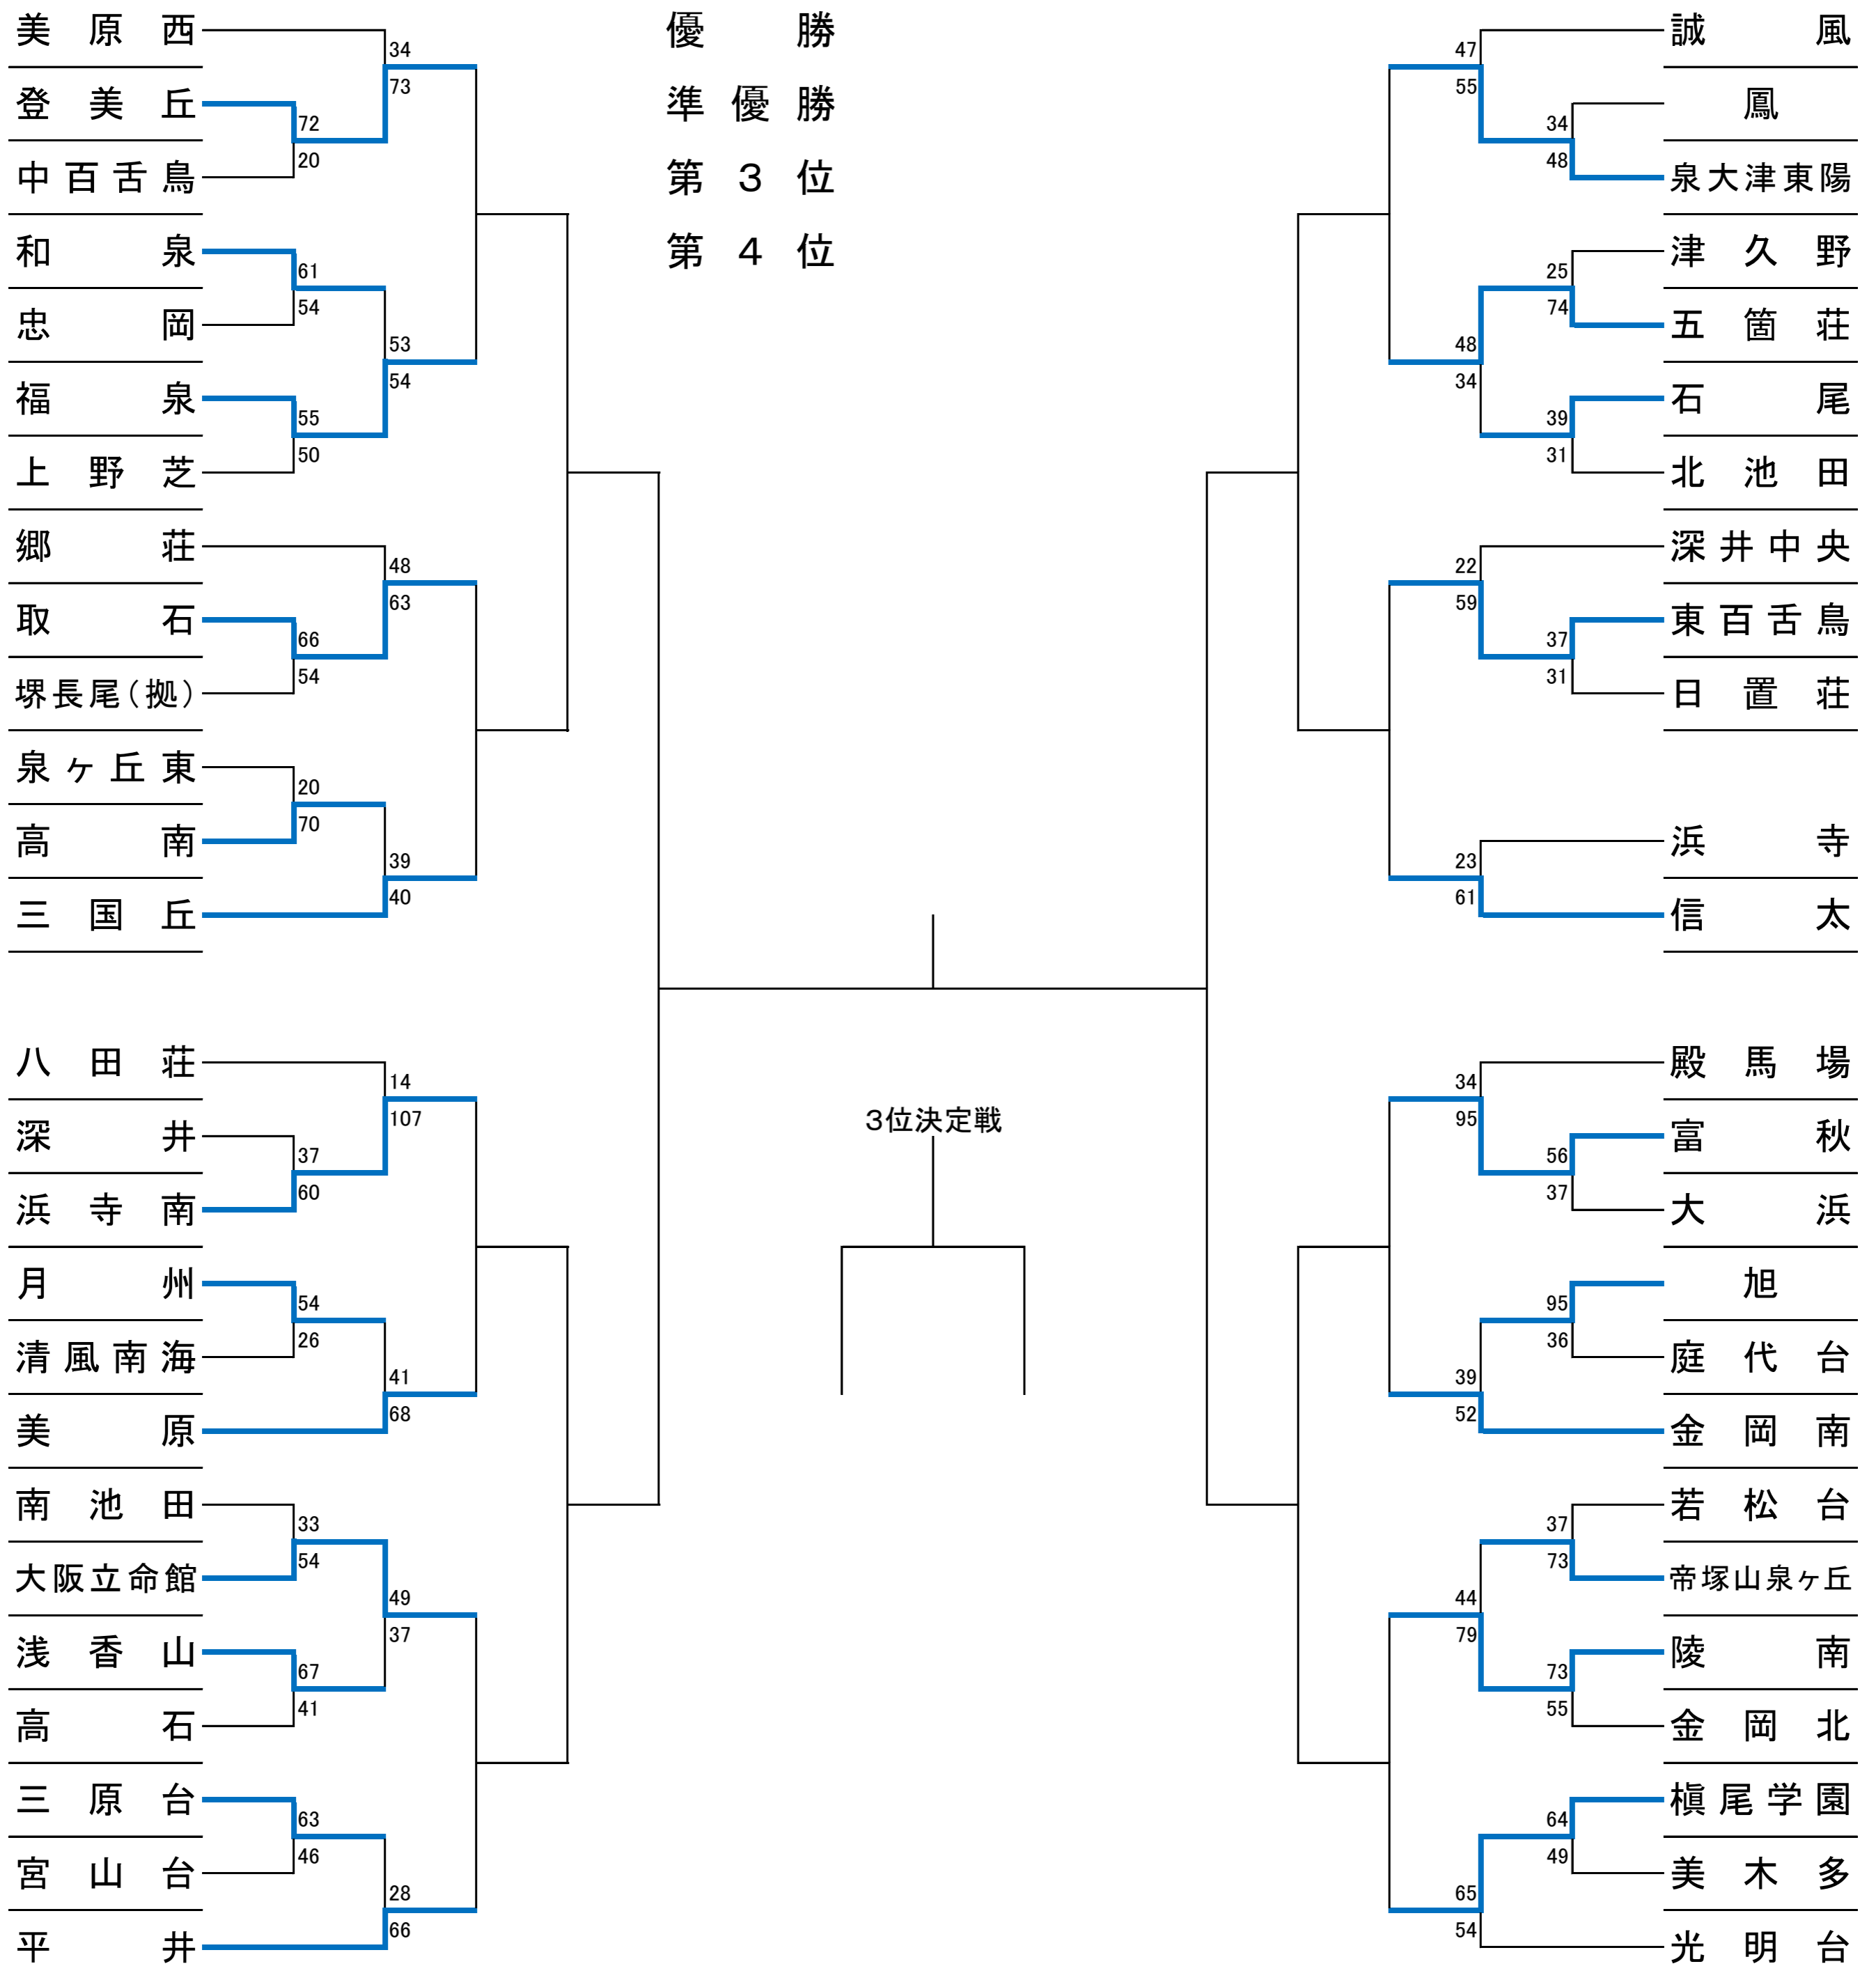 美原西
34
73
登美丘
72
20
中百舌鳥
和泉
61
54
忠岡
53
54
福泉
55
50
上野芝
郷荘
48
63
取石
66
54
堺長尾(拠)
泉ヶ丘東
20
70
高南
39
40
三国丘
八田荘
14
107
深井
37
60
浜寺南
月州
54
26
清風南海
41
68
美原
南池田
33
54
大阪立命館
49
37
浅香山
67
41
高石
三原台
63
46
宮山台
28
66
平井
優勝
準優勝
第3位
第4位
3位決定戦
誠風
47
55
鳳
34
48
泉大津東陽
津久野
25
74
五箇荘
48
34
石尾
39
31
北池田
深井中央
22
59
東百舌鳥
37
31
日置荘
浜寺
23
61
信太
殿馬場
34
95
富秋
56
37
大浜
旭
95
36
庭代台
39
52
金岡南
若松台
37
73
帝塚山泉ヶ丘
44
79
陵南
73
55
金岡北
槇尾学園
64
49
美木多
65
54
光明台